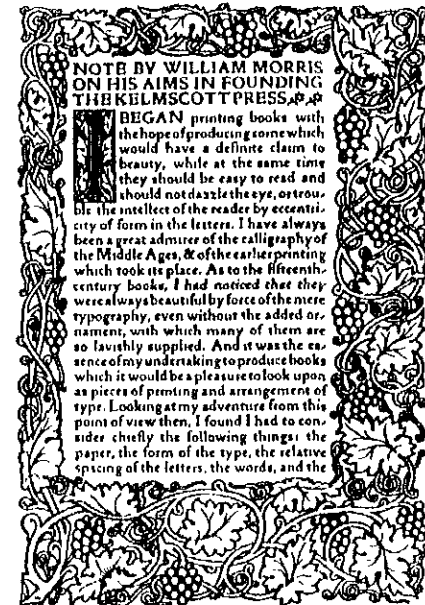 NOTE BY WILLIAM MORRIS
ON HIS AIMS IN FOUNDING
THE KELMSCOTT PRESS
I BEGAN printing books with
the hope of producing some which
would have a definite claim to
beauty, while at the same time
they should be easy to read and
should not dazzle the eye, or trou-
ble the intellect of the reader by eccentri-
city of form in the letters. I have always
been a great admirer of the calligraphy of
the Middle Ages, & of the earlier printing
which took its place. As to the fifteenth-
century books, I had noticed that they
were always beautiful by force of the mere
typography, even without the added or-
nament, with which many of them are
so lavishly supplied. And it was the es-
sence of my undertaking to produce books
which it would be a pleasure to look upon
as pieces of printing and arrangement of
type. Looking at my adventure from this
point of view then, I found I had to con-
sider chiefly the following things: the
paper, the form of the type, the relative
spacing of the letters, the words, and the